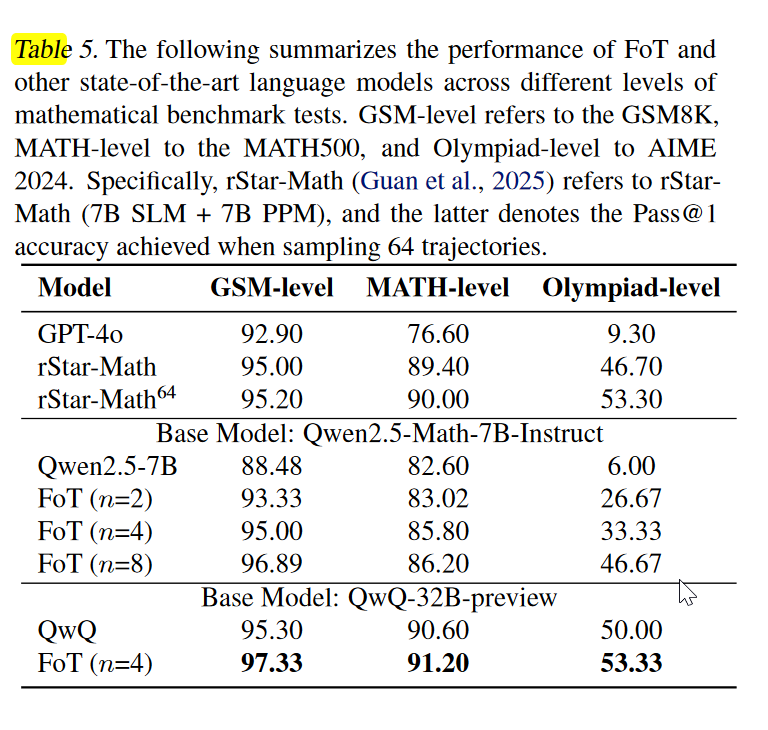 Table 5. The following summarizes the performance of FoT and
other state-of-the-art language models across different levels of
mathematical benchmark tests. GSM-level refers to the GSM8K,
MATH-level to the MATH500, and Olympiad-level to AIME
2024. Specifically, rStar-Math (Guan et al., 2025) refers to rStar-
Math (7B SLM + 7B PPM), and the latter denotes the Pass@1
accuracy achieved when sampling 64 trajectories.
Model GSM-level MATH-level Olympiad-level
GPT-4o 92.90 76.60 9.30
rStar-Math 95.00 89.40 46.70
rStar-Math⁶⁴ 95.20 90.00 53.30
Base Model: Qwen2.5-Math-7B-Instruct
Qwen2.5-7B 88.48 82.60 6.00
FoT (n=2) 93.33 83.02 26.67
FoT (n=4) 95.00 85.80 33.33
FoT (n=8) 96.89 86.20 46.67
Base Model: QwQ-32B-preview
QwQ 95.30 90.60 50.00
FoT (n=4) 97.33 91.20 53.33